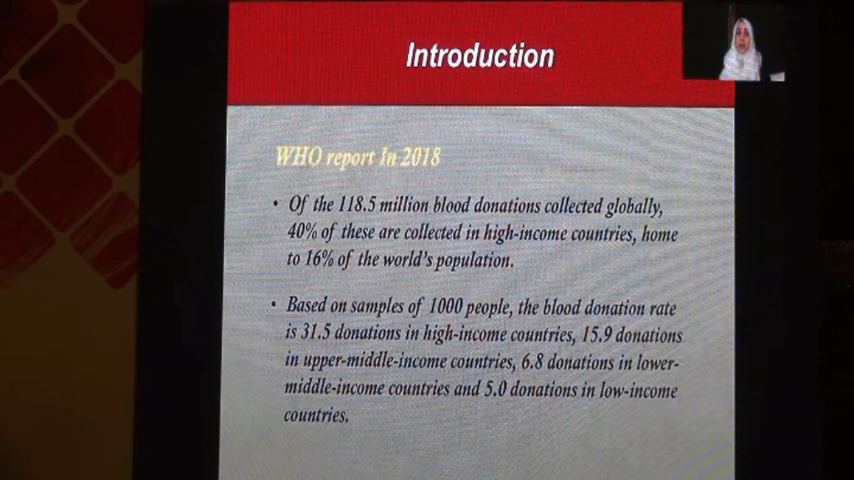 Introduction
WHO report In 2018
• Of the 118.5 million blood donations collected globally,
40% of these are collected in high-income countries, home
to 16% of the world's population.
• Based on samples of 1000 people, the blood donation rate
is 31.5 donations in high-income countries, 15.9 donations
in upper-middle-income countries, 6.8 donations in lower-
middle-income countries and 5.0 donations in low-income
countries.